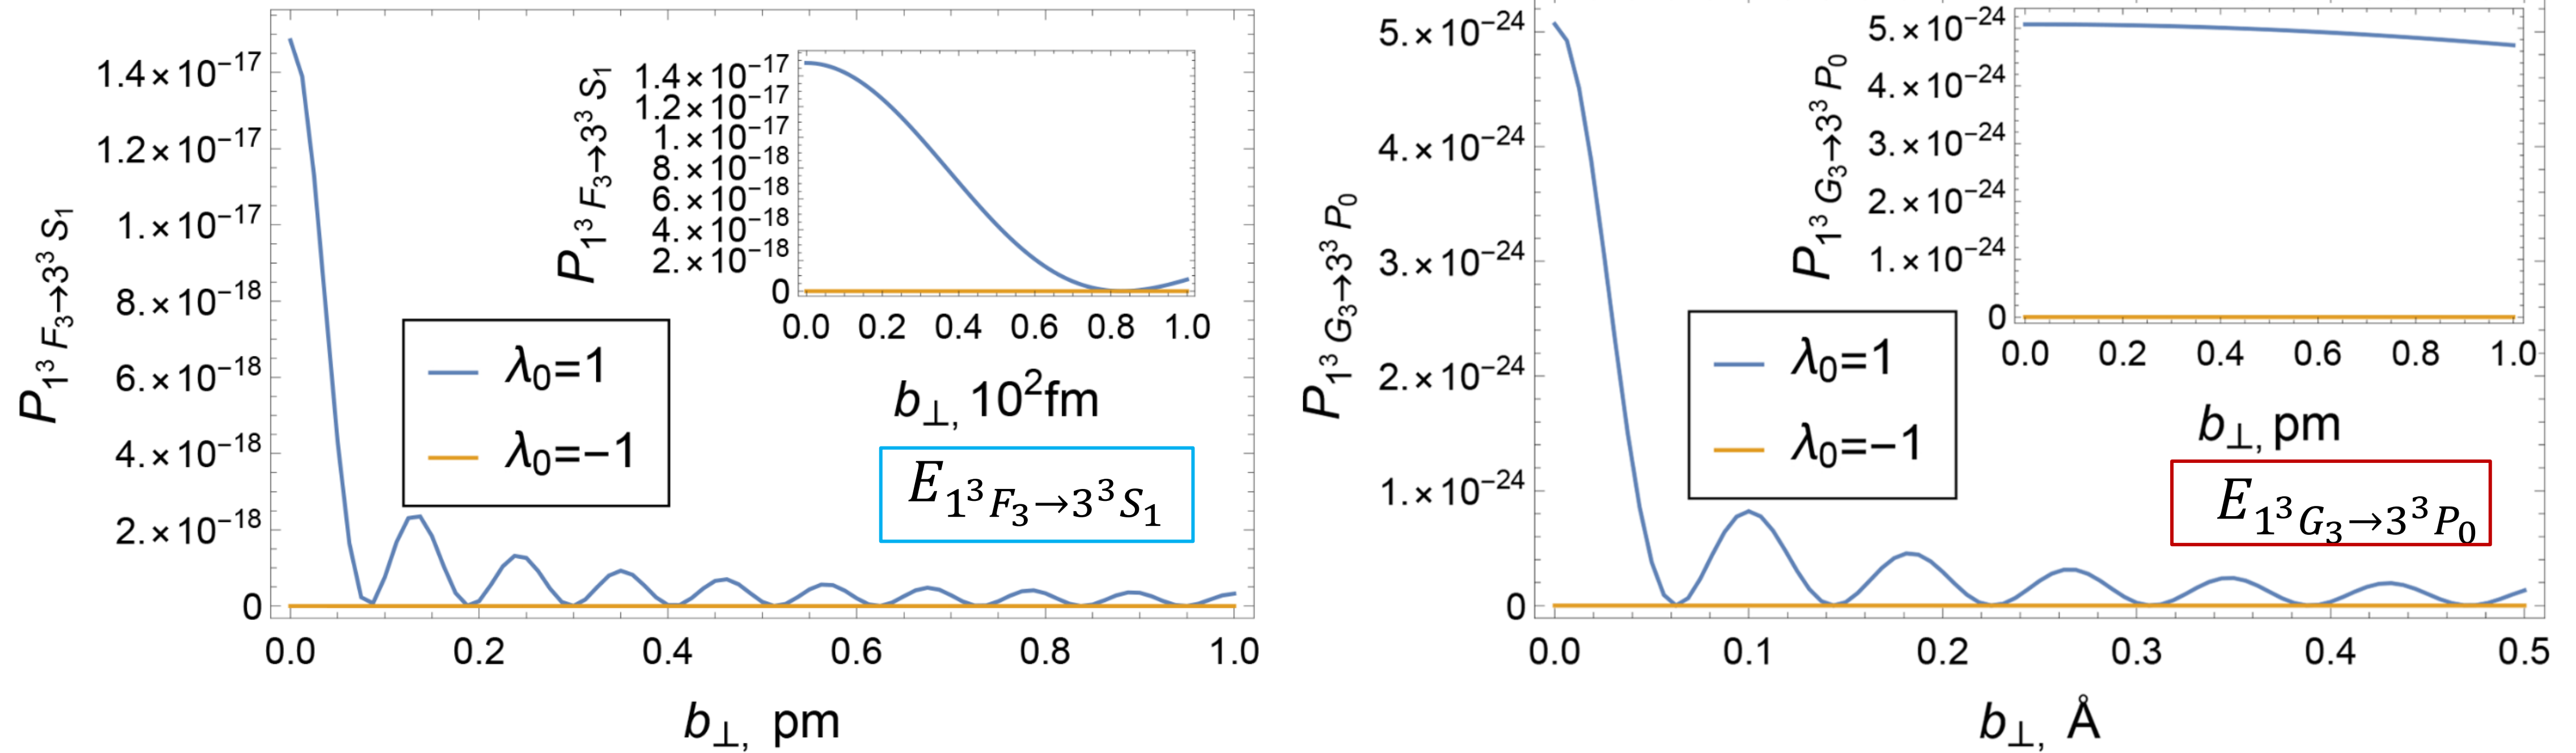 P_{1^3F_3→3^3S_1}
1.4×10^{-17}
1.2×10^{-17}
1.×10^{-17}
8.×10^{-18}
6.×10^{-18}
4.×10^{-18}
2.×10^{-18}
0
0.0 0.2 0.4 0.6 0.8 1.0
b_⊥, pm
P_{1^3F_3→3^3S_1}
1.4×10^{-17}
1.2×10^{-17}
1.×10^{-17}
8.×10^{-18}
6.×10^{-18}
4.×10^{-18}
2.×10^{-18}
0
0.0 0.2 0.4 0.6 0.8 1.0
b_⊥, 10^2fm
λ_0=1
λ_0=−1
E_{1^3F_3→3^3S_1}
P_{1^3G_3→3^3P_0}
5.×10^{-24}
4.×10^{-24}
3.×10^{-24}
2.×10^{-24}
1.×10^{-24}
0
0.0 0.1 0.2 0.3 0.4 0.5
b_⊥, Å
P_{1^3G_3→3^3P_0}
5.×10^{-24}
4.×10^{-24}
3.×10^{-24}
2.×10^{-24}
1.×10^{-24}
0
0.0 0.2 0.4 0.6 0.8 1.0
b_⊥, pm
λ_0=1
λ_0=−1
E_{1^3G_3→3^3P_0}